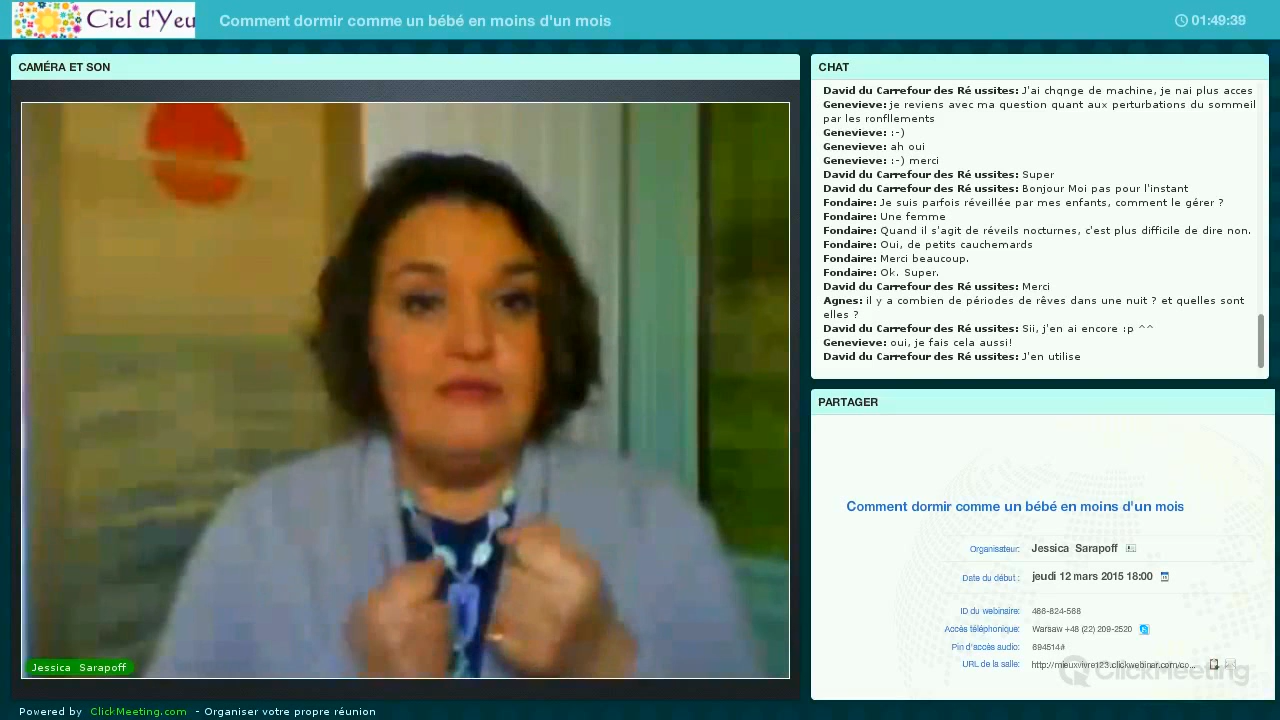 Ciel d'Yeu
Comment dormir comme un bébé en moins d'un mois
01:49:39
CAMÉRA ET SON
Jessica Sarapoff
CHAT
David du Carrefour des Ré ussites: J'ai chqnge de machine, je nai plus acces
Genevieve: je reviens avec ma question quant aux perturbations du sommeil
par les ronfllements
Genevieve: :-)
Genevieve: ah oui
Genevieve: :-) merci
David du Carrefour des Ré ussites: Super
David du Carrefour des Ré ussites: Bonjour Moi pas pour l'instant
Fondaire: Je suis parfois réveillée par mes enfants, comment le gérer ?
Fondaire: Une femme
Fondaire: Quand il s'agit de réveils nocturnes, c'est plus difficile de dire non.
Fondaire: Oui, de petits cauchemards
Fondaire: Merci beaucoup.
Fondaire: Ok. Super.
David du Carrefour des Ré ussites: Merci
Agnes: il y a combien de périodes de rêves dans une nuit ? et quelles sont
elles ?
David du Carrefour des Ré ussites: Sii, j'en ai encore :p ^^
Genevieve: oui, je fais cela aussi!
David du Carrefour des Ré ussites: J'en utilise
PARTAGER
Comment dormir comme un bébé en moins d'un mois
Organisateur: Jessica Sarapoff
Date du début : jeudi 12 mars 2015 18:00
ID du webinaire: 486-824-568
Accès téléphonique: Warsaw +48 (22) 209-2520
Pin d'accès audio: 894514#
URL de la salle: http://mieuxvivre123.clickwebinar.com/co...
ClickMeeting
Powered by ClickMeeting.com - Organiser votre propre réunion